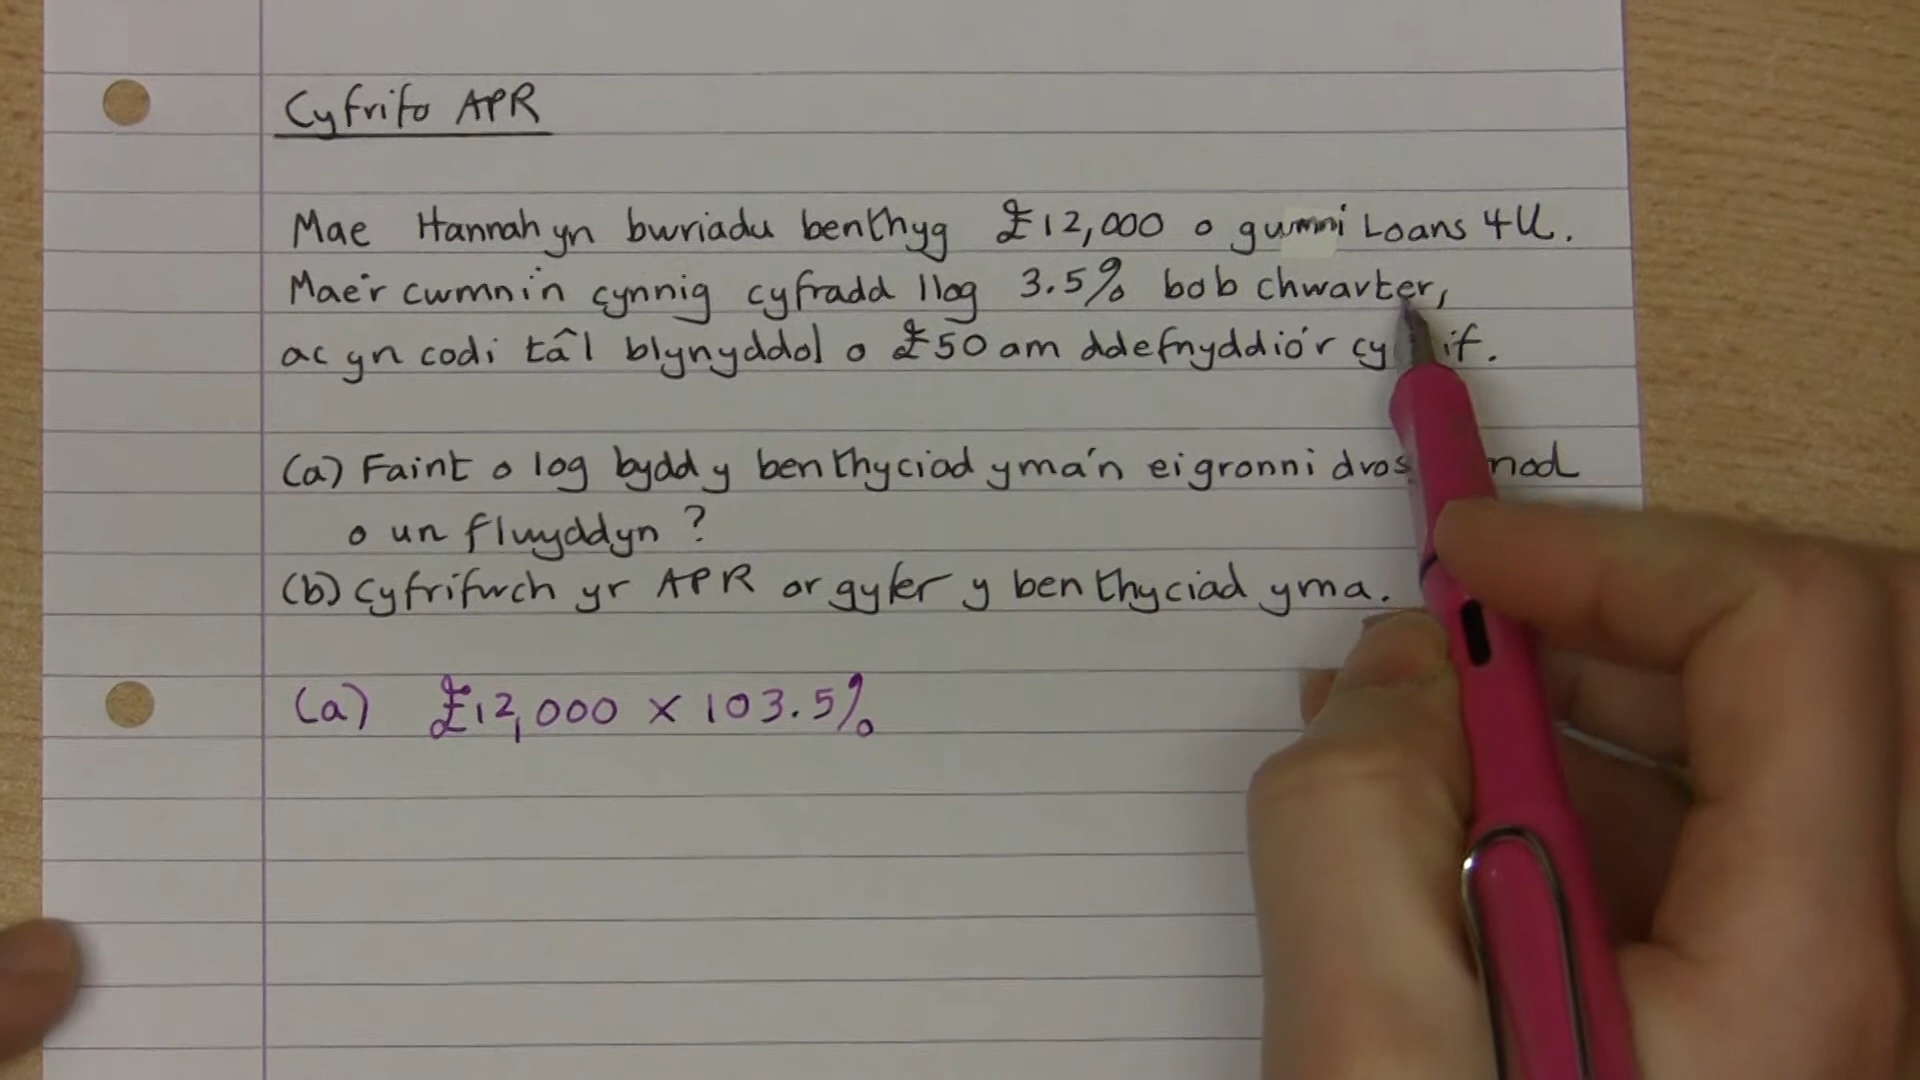 Cyfrifo APR
Mae Hannah yn bwriadu benthyg £12,000 o gwmni Loans 4U.
Mae'r cwmni'n cynnig cyfradd llog 3.5% bob chwarter,
ac yn codi tâl blynyddol o £50 am ddefnyddio'r
(a) Faint o log bydd y benthyciad yma'n ei gronni dros
o un flwyddyn?
(b) Cyfrifwch yr APR ar gyfer y benthyciad yma.
(a) £12,000 × 103.5%